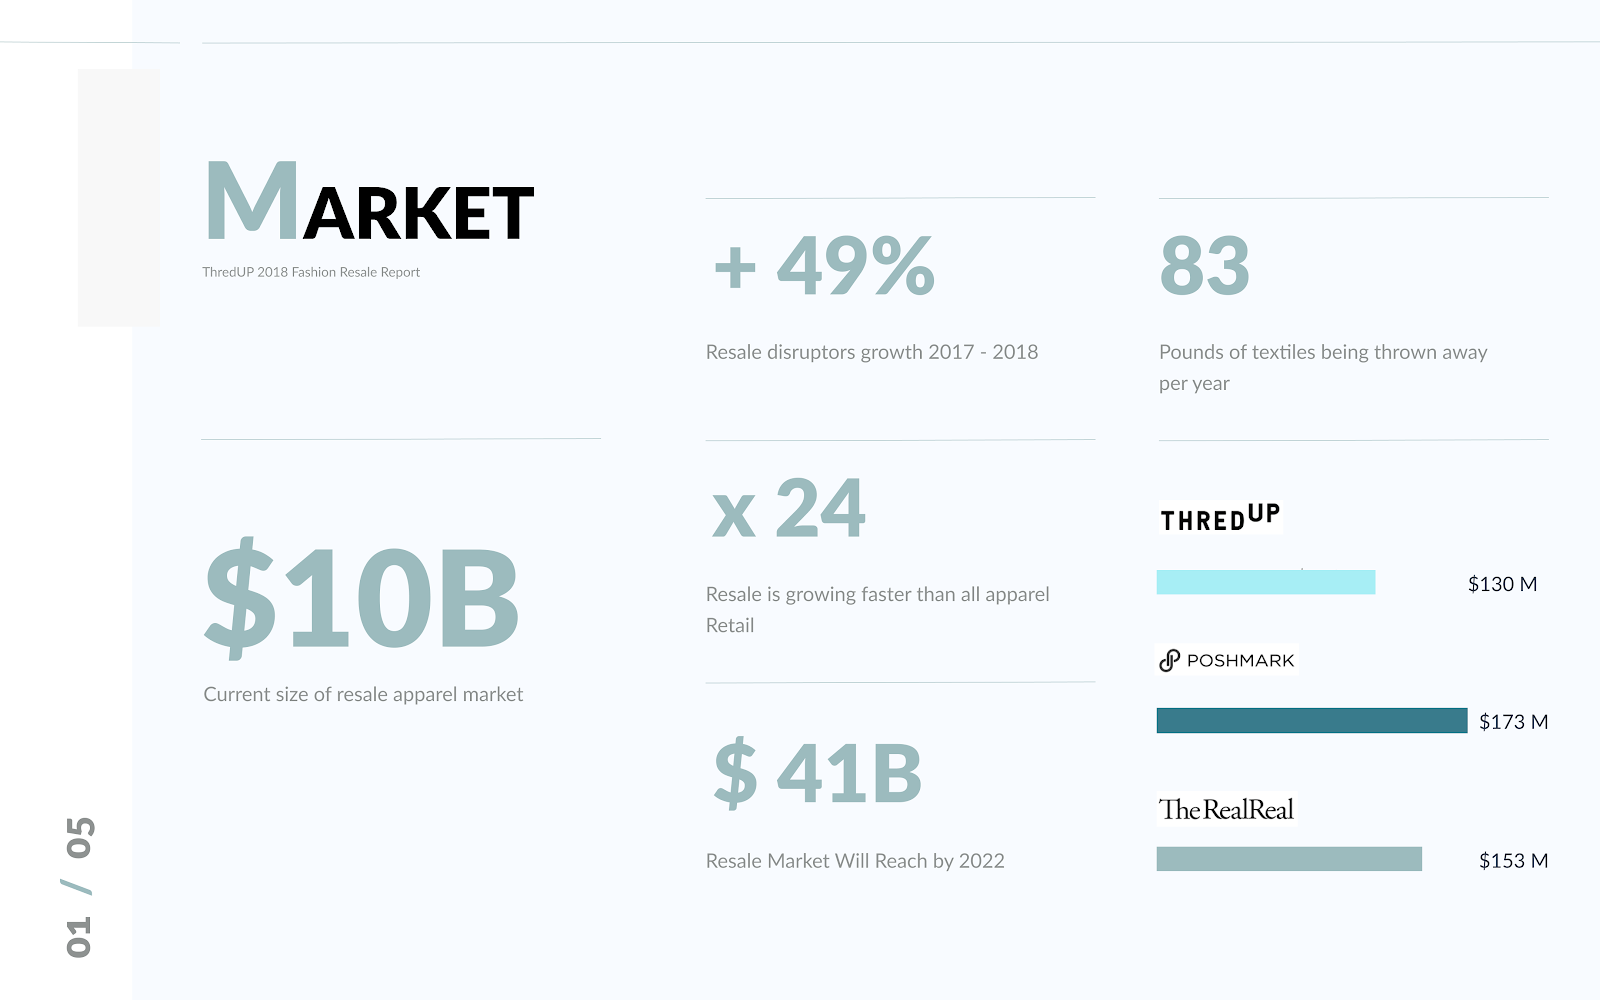 MARKET
ThredUP 2018 Fashion Resale Report
$10B
Current size of resale apparel market
+ 49%
Resale disruptors growth 2017 - 2018
x 24
Resale is growing faster than all apparel
Retail
$ 41B
Resale Market Will Reach by 2022
83
Pounds of textiles being thrown away
per year
THREDUP
$130 M
POSHMARK
$173 M
The RealReal
$153 M
01 / 05